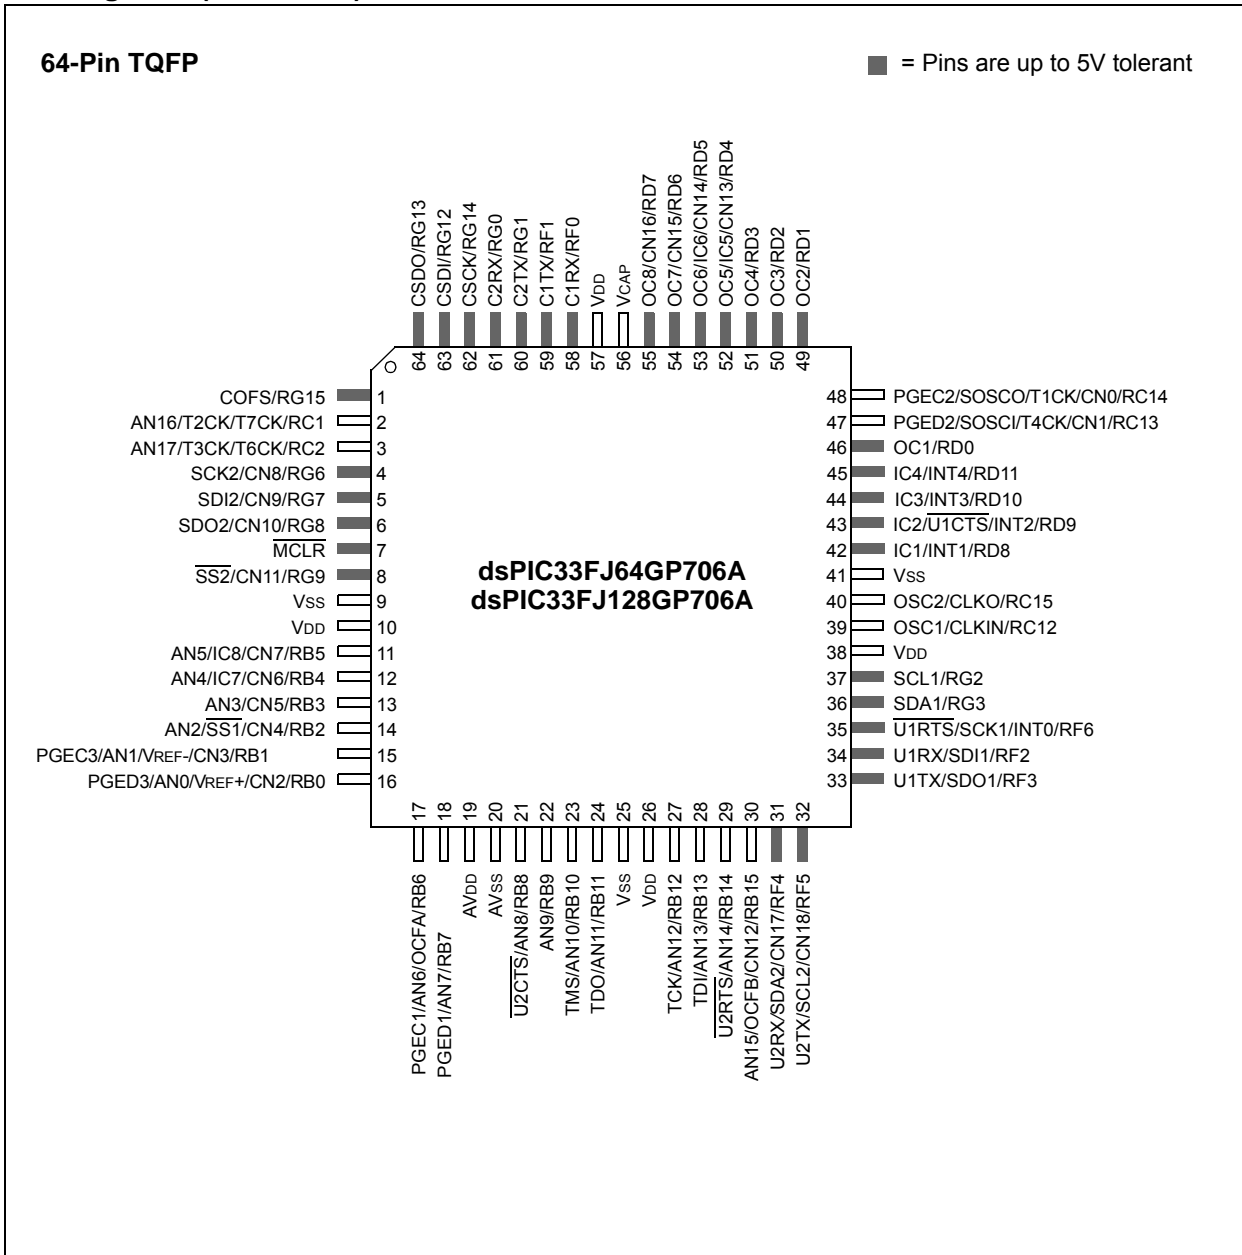 64-Pin TQFP
= Pins are up to 5V tolerant
CSDO/RG13
CSDI/RG12
CSCK/RG14
C2RX/RG0
C2TX/RG1
C1TX/RF1
C1RX/RF0
VDD
VCAP
OC8/CN16/RD7
OC7/CN15/RD6
OC6/IC6/CN14/RD5
OC5/IC5/CN13/RD4
OC4/RD3
OC3/RD2
OC2/RD1
64
63
62
61
60
59
58
57
56
55
54
53
52
51
50
49
COFS/RG15 1
AN16/T2CK/T7CK/RC1 2
AN17/T3CK/T6CK/RC2 3
SCK2/CN8/RG6 4
SDI2/CN9/RG7 5
SDO2/CN10/RG8 6
MCLR 7
SS2/CN11/RG9 8
VSS 9
VDD 10
AN5/IC8/CN7/RB5 11
AN4/IC7/CN6/RB4 12
AN3/CN5/RB3 13
AN2/SS1/CN4/RB2 14
PGEC3/AN1/VREF-/CN3/RB1 15
PGED3/AN0/VREF+/CN2/RB0 16
dsPIC33FJ64GP706A
dsPIC33FJ128GP706A
48 PGEC2/SOSCO/T1CK/CN0/RC14
47 PGED2/SOSCI/T4CK/CN1/RC13
46 OC1/RD0
45 IC4/INT4/RD11
44 IC3/INT3/RD10
43 IC2/U1CTS/INT2/RD9
42 IC1/INT1/RD8
41 VSS
40 OSC2/CLKO/RC15
39 OSC1/CLKIN/RC12
38 VDD
37 SCL1/RG2
36 SDA1/RG3
35 U1RTS/SCK1/INT0/RF6
34 U1RX/SDI1/RF2
33 U1TX/SDO1/RF3
17
18
19
20
21
22
23
24
25
26
27
28
29
30
31
32
PGEC1/AN6/OCFA/RB6
PGED1/AN7/RB7
AVDD
AVSS
U2CTS/AN8/RB8
AN9/RB9
TMS/AN10/RB10
TDO/AN11/RB11
VSS
VDD
TCK/AN12/RB12
TDI/AN13/RB13
U2RTS/AN14/RB14
AN15/OCFB/CN12/RB15
U2RX/SDA2/CN17/RF4
U2TX/SCL2/CN18/RF5